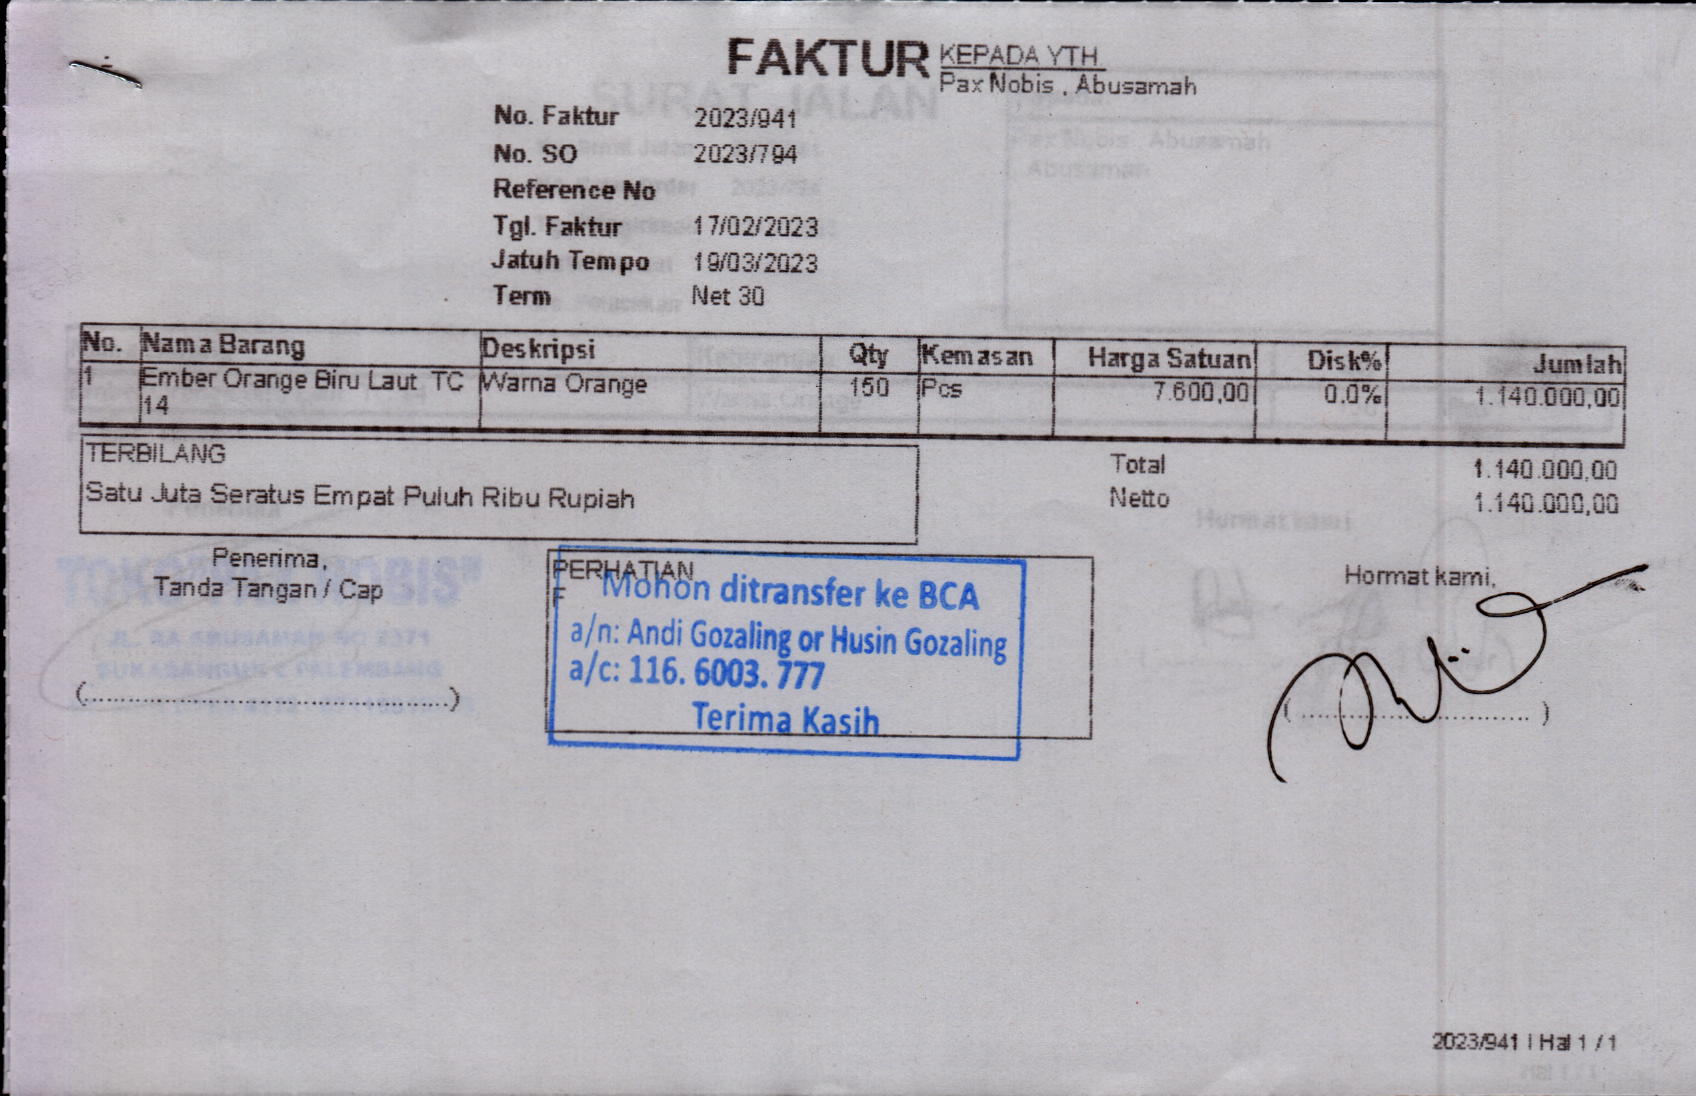 FAKTUR
KEPADA YTH.
Pax Nobis , Abusamah
No. Faktur 2023/941
No. SO 2023/794
Reference No
Tgl. Faktur 17/02/2023
Jatuh Tempo 19/03/2023
Term Net 30
No. Nama Barang Deskripsi Qty Kemasan Harga Satuan Disk% Jumlah
1 Ember Orange Biru Laut TC Warna Orange 150 Pcs 7.600,00 0.0% 1.140.000,00
14
TERBILANG
Satu Juta Seratus Empat Puluh Ribu Rupiah
Total 1.140.000,00
Netto 1.140.000,00
Penerima,
Tanda Tangan / Cap
(....................................................)
PERHATIAN
F
Mohon ditransfer ke BCA
a/n: Andi Gozaling or Husin Gozaling
a/c: 116. 6003. 777
Terima Kasih
Hormat kami,
( ................................. )
2023/941 | Hal 1 / 1
SURAT JALAN